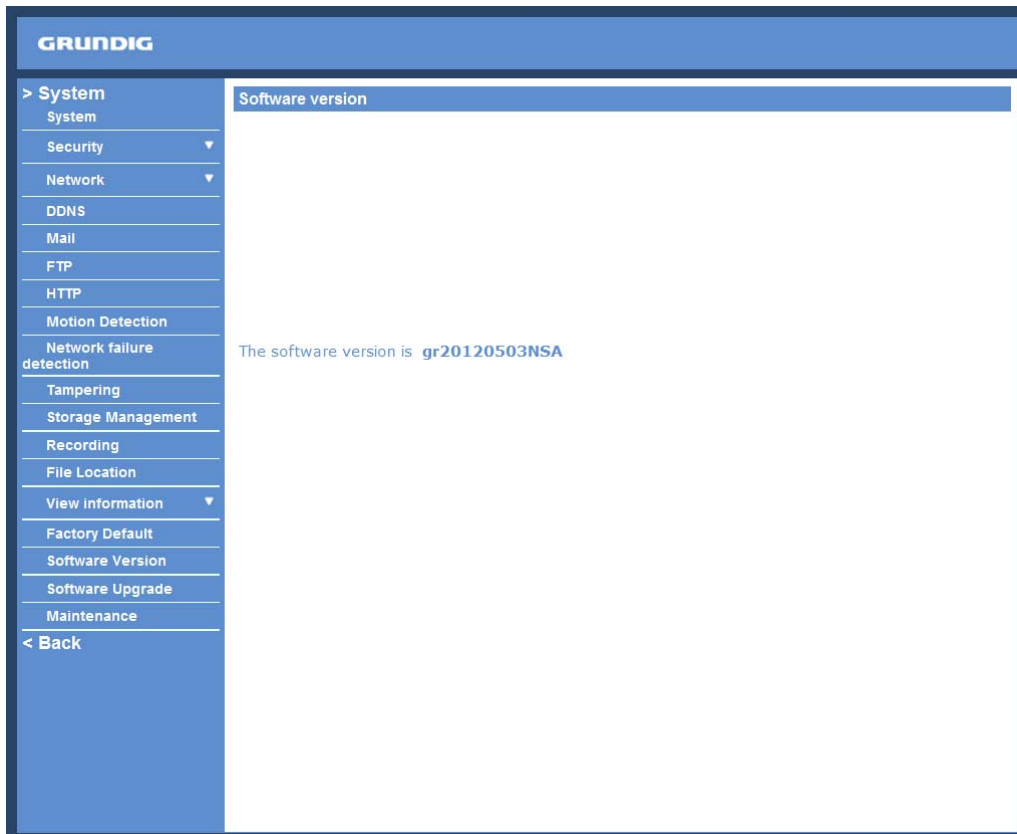 GRUNDIG
> System
System
Security
Network
DDNS
Mail
FTP
HTTP
Motion Detection
Network failure
detection
Tampering
Storage Management
Recording
File Location
View information
Factory Default
Software Version
Software Upgrade
Maintenance
< Back
Software version
The software version is gr20120503NSA